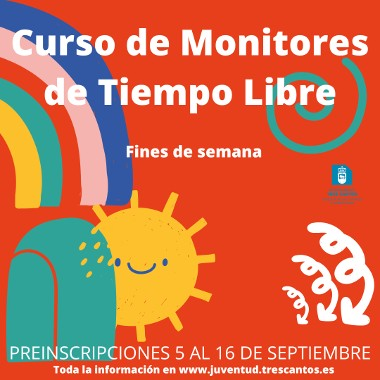 Curso de Monitores
de Tiempo Libre
Fines de semana
PREINSCRIPCIONES 5 AL 16 DE SEPTIEMBRE
Toda la información en www.juventud.trescantos.es